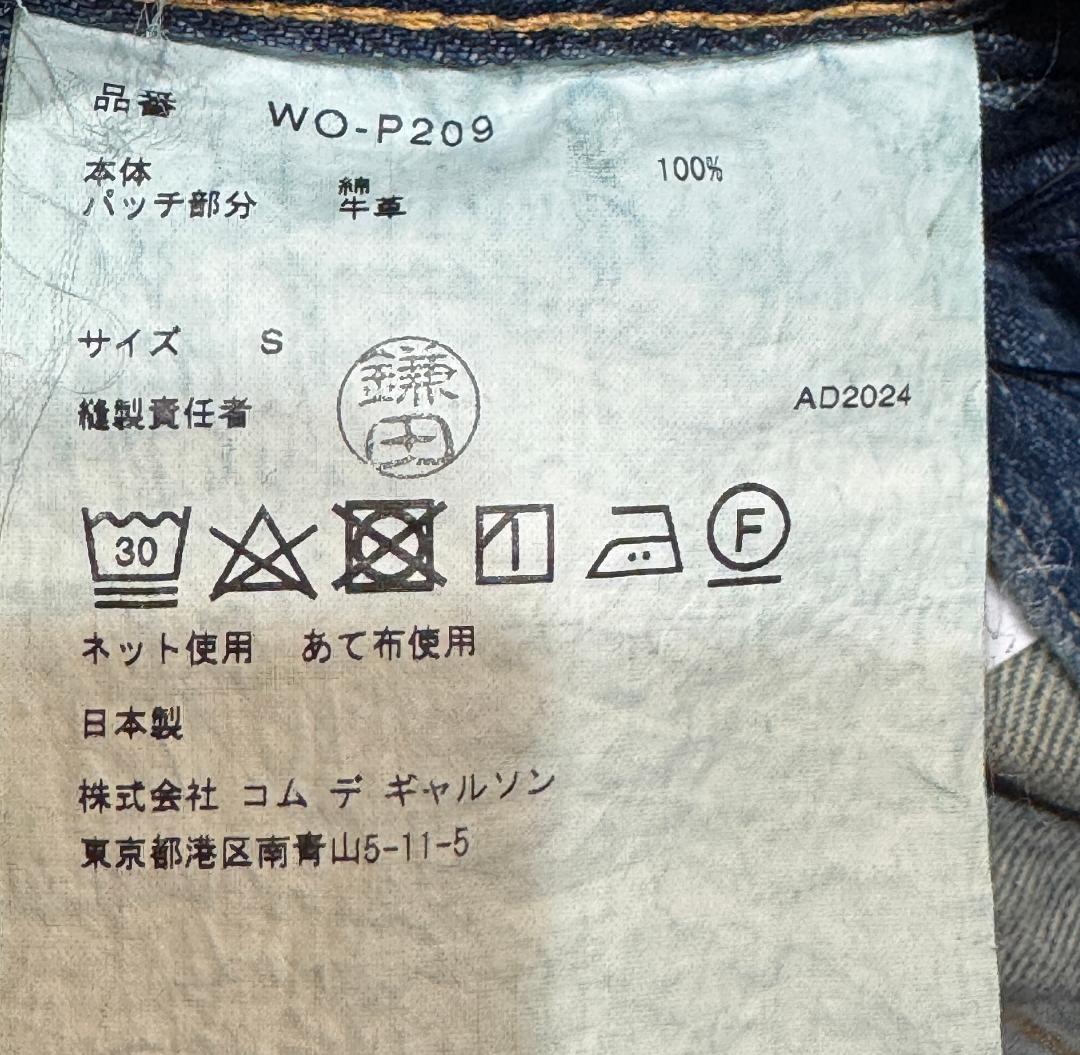 品番 WO-P209
本体 綿 100%
パッチ部分 牛革
サイズ S
縫製責任者 鎌田 AD2024
30 F
ネット使用 あて布使用
日本製
株式会社 コム デ ギャルソン
東京都港区南青山5-11-5